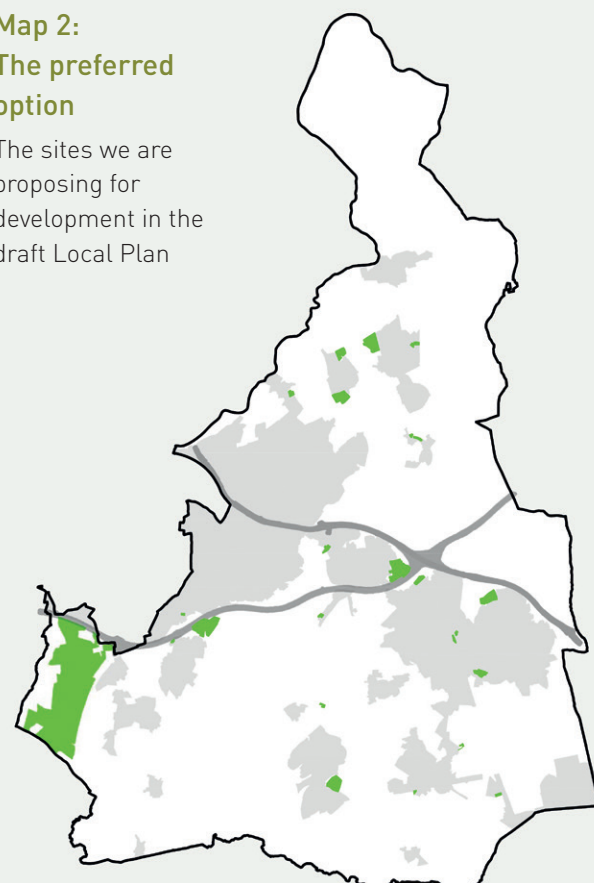 Map 2:
The preferred
option
The sites we are
proposing for
development in the
draft Local Plan